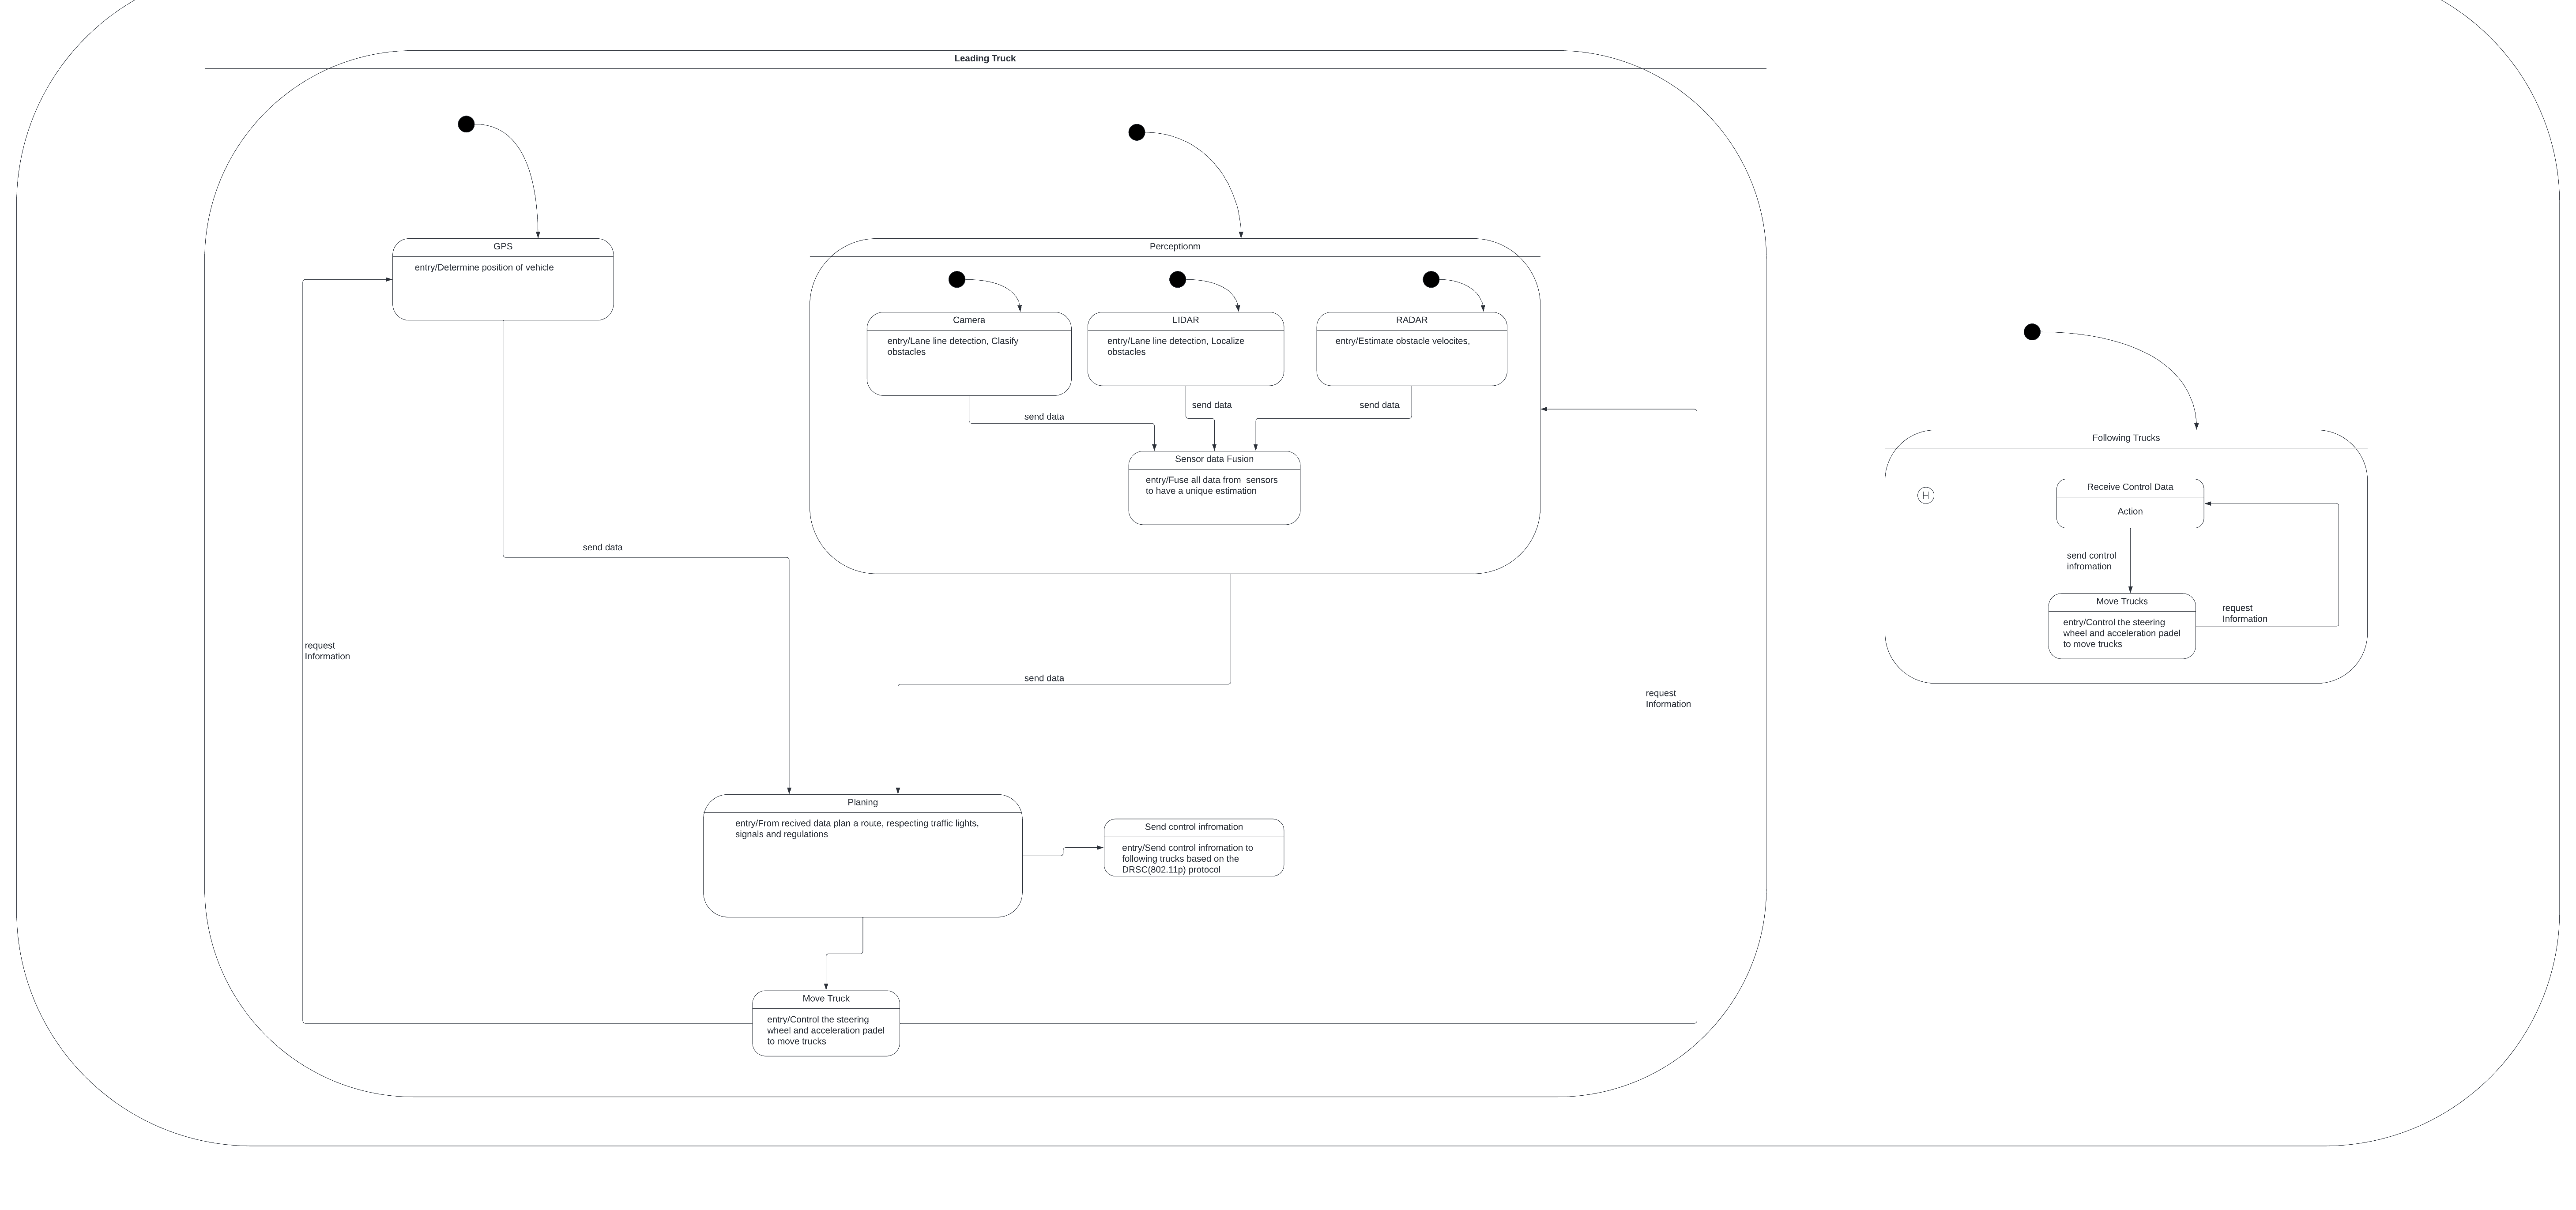 Leading Truck
GPS
entry/Determine position of vehicle
Perceptionm
Camera
entry/Lane line detection, Clasify
obstacles
LIDAR
entry/Lane line detection, Localize
obstacles
RADAR
entry/Estimate obstacle velocites,
send data
send data
send data
Sensor data Fusion
entry/Fuse all data from  sensors
to have a unique estimation
send data
send data
request
Information
request
Information
Planing
entry/From recived data plan a route, respecting traffic lights,
signals and regulations
Send control infromation
entry/Send control infromation to
following trucks based on the
DRSC(802.11p) protocol
Move Truck
entry/Control the steering
wheel and acceleration padel
to move trucks
Following Trucks
H
Receive Control Data
Action
send control
infromation
Move Trucks
entry/Control the steering
wheel and acceleration padel
to move trucks
request
Information